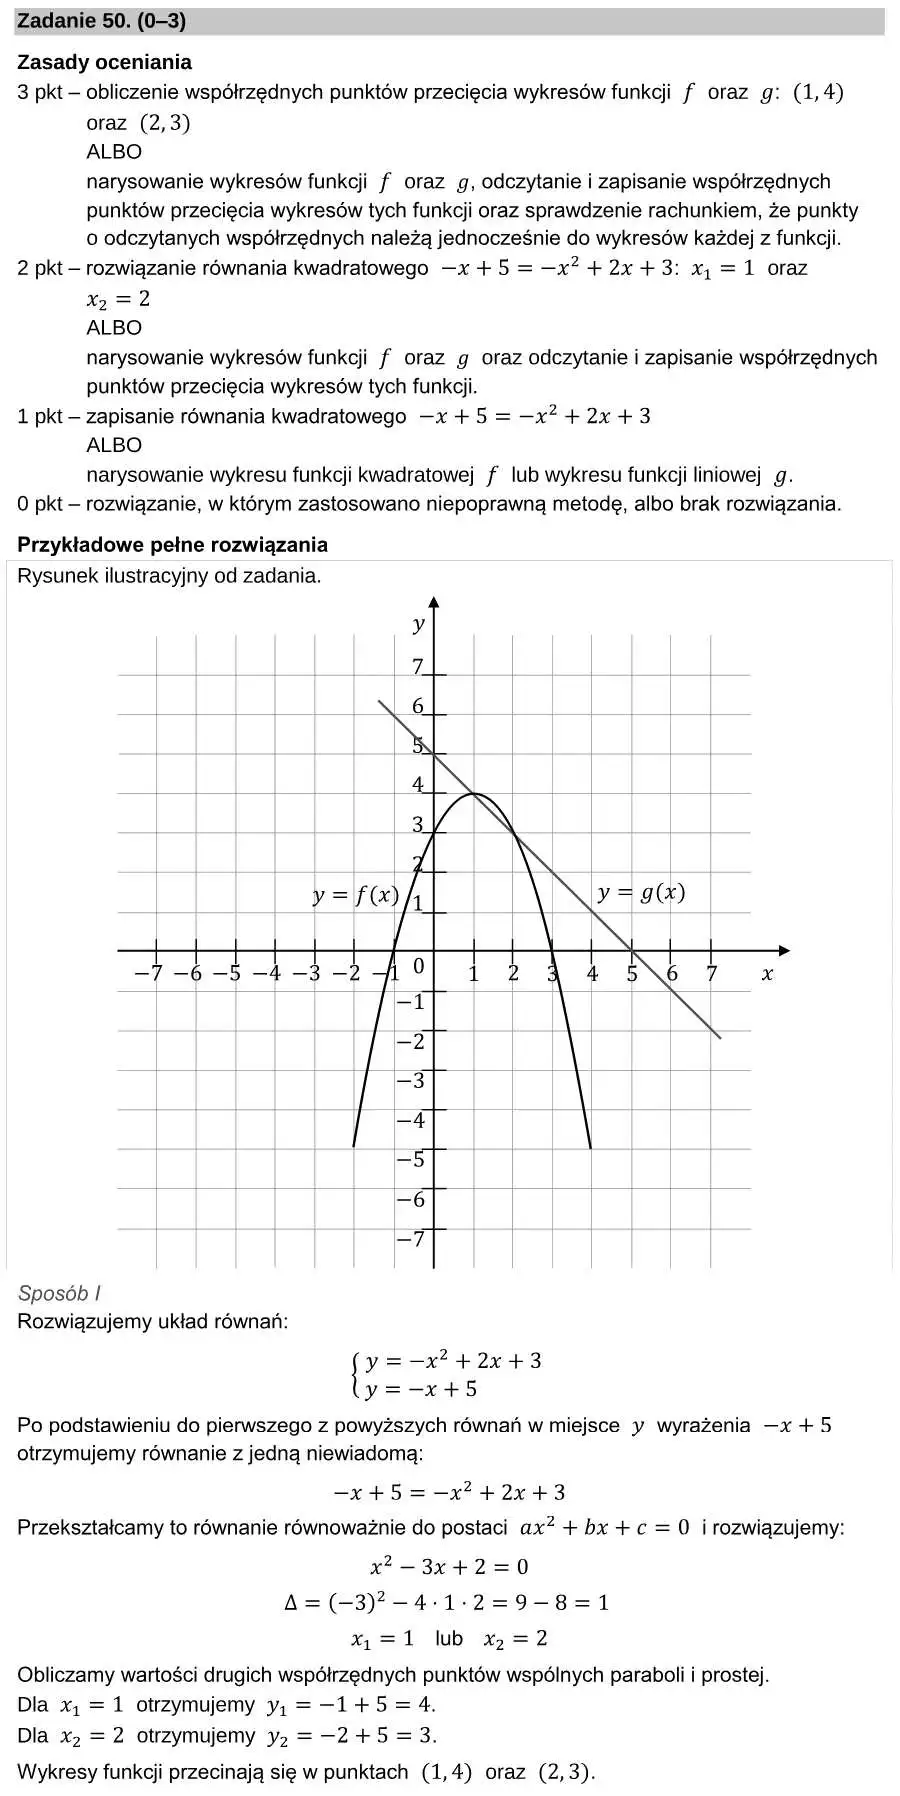 Zadanie 50. (0–3)
Zasady oceniania
3 pkt – obliczenie współrzędnych punktów przecięcia wykresów funkcji f oraz g: (1, 4)
oraz (2, 3)
ALBO
narysowanie wykresów funkcji f oraz g, odczytanie i zapisanie współrzędnych
punktów przecięcia wykresów tych funkcji oraz sprawdzenie rachunkiem, że punkty
o odczytanych współrzędnych należą jednocześnie do wykresów każdej z funkcji.
2 pkt – rozwiązanie równania kwadratowego −x + 5 = −x² + 2x + 3: x₁ = 1 oraz
x₂ = 2
ALBO
narysowanie wykresów funkcji f oraz g oraz odczytanie i zapisanie współrzędnych
punktów przecięcia wykresów tych funkcji.
1 pkt – zapisanie równania kwadratowego −x + 5 = −x² + 2x + 3
ALBO
narysowanie wykresu funkcji kwadratowej f lub wykresu funkcji liniowej g.
0 pkt – rozwiązanie, w którym zastosowano niepoprawną metodę, albo brak rozwiązania.
Przykładowe pełne rozwiązania
Rysunek ilustracyjny od zadania.
y
7
6
5
4
3
2
y = f(x) 1 y = g(x)
−7 −6 −5 −4 −3 −2 −1 0 1 2 3 4 5 6 7 x
−1
−2
−3
−4
−5
−6
−7
Sposób I
Rozwiązujemy układ równań:
{ y = −x² + 2x + 3
y = −x + 5
Po podstawieniu do pierwszego z powyższych równań w miejsce y wyrażenia −x + 5
otrzymujemy równanie z jedną niewiadomą:
−x + 5 = −x² + 2x + 3
Przekształcamy to równanie równoważnie do postaci ax² + bx + c = 0 i rozwiązujemy:
x² − 3x + 2 = 0
Δ = (−3)² − 4 · 1 · 2 = 9 − 8 = 1
x₁ = 1 lub x₂ = 2
Obliczamy wartości drugich współrzędnych punktów wspólnych paraboli i prostej.
Dla x₁ = 1 otrzymujemy y₁ = −1 + 5 = 4.
Dla x₂ = 2 otrzymujemy y₂ = −2 + 5 = 3.
Wykresy funkcji przecinają się w punktach (1, 4) oraz (2, 3).